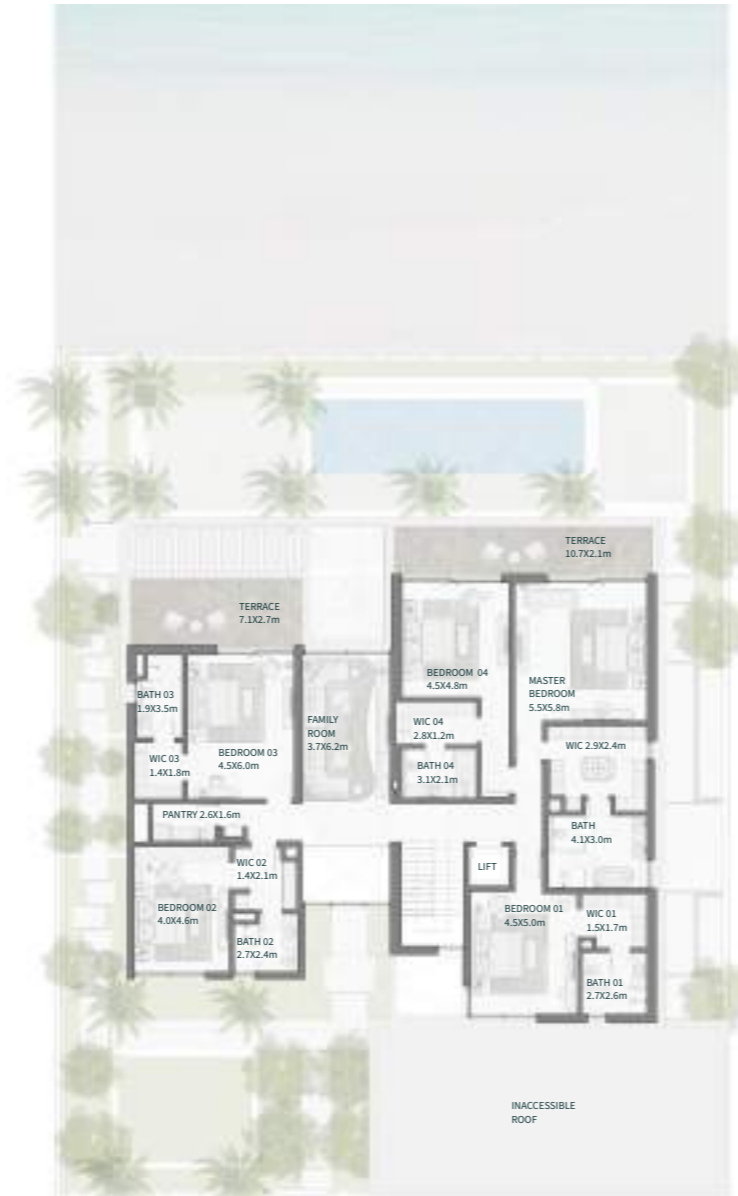 TERRACE
10.7X2.1m
TERRACE
7.1X2.7m
BEDROOM 04
4.5X4.8m
MASTER
BEDROOM
5.5X5.8m
BATH 03
1.9X3.5m
FAMILY
ROOM
3.7X6.2m
WIC 04
2.8X1.2m
WIC 03
1.4X1.8m
BEDROOM 03
4.5X6.0m
WIC 2.9X2.4m
BATH 04
3.1X2.1m
PANTRY 2.6X1.6m
BATH
4.1X3.0m
WIC 02
1.4X2.1m
LIFT
BEDROOM 02
4.0X4.6m
BEDROOM 01
4.5X5.0m
WIC 01
1.5X1.7m
BATH 02
2.7X2.4m
BATH 01
2.7X2.6m
INACCESSIBLE
ROOF